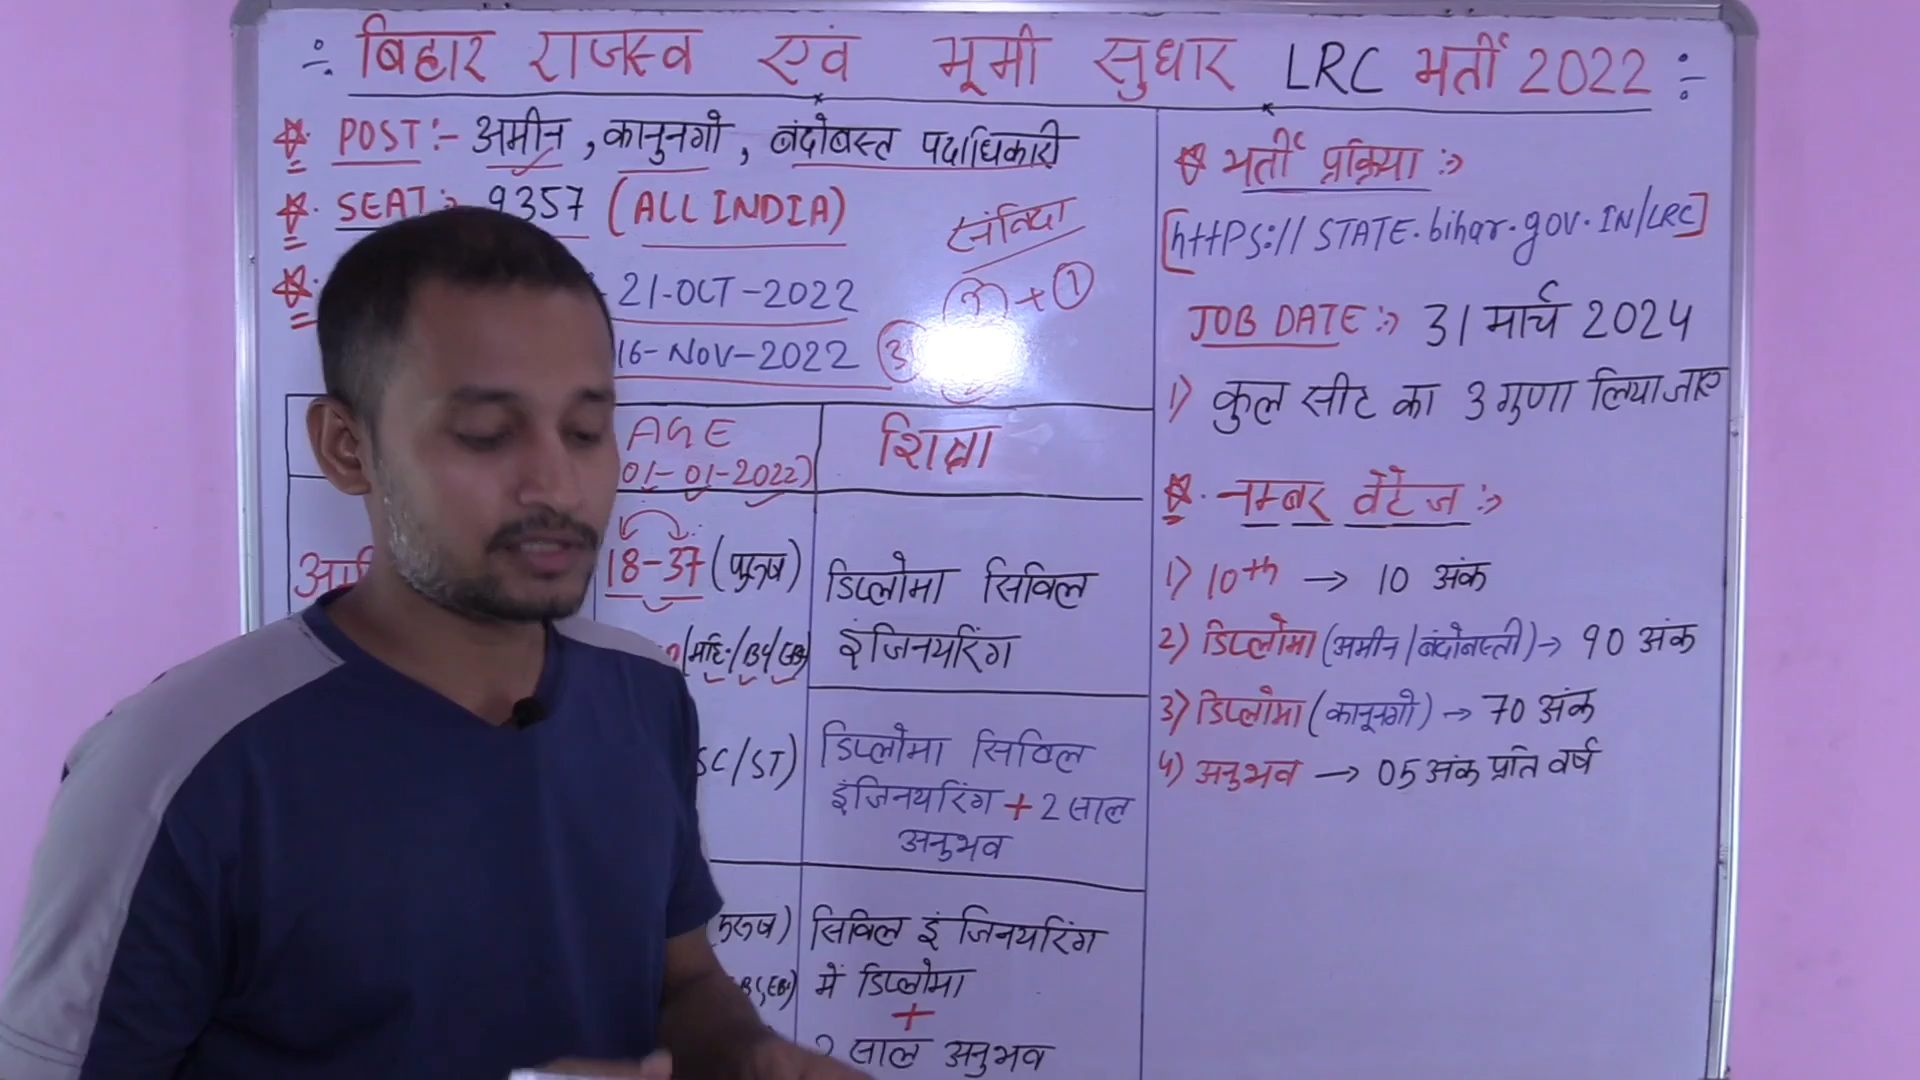 ÷ बिहार राजस्व एवं भूमी सुधार LRC भर्ती 2022 ÷
POST :- अमीन , कानुनगो , बंदोबस्त पदाधिकारी
SEAT :- 9357 (ALL INDIA)
संविदा
21-OCT-2022
3 + 1
16-NOV-2022 3
AGE
01-01-2022)
शिक्षा
18-37 (पुरूष)
डिप्लोमा सिविल
इंजिनयरिंग
SC/ST)
डिप्लोमा सिविल
इंजिनयरिंग + 2 साल
अनुभव
सिविल इंजिनयरिंग
में डिप्लोमा
+
2 साल अनुभव
भर्ती प्रक्रिया :->
[httPs:// STATE.bihar.gov.IN/LRC]
JOB DATE :-> 31 मार्च 2024
1) कुल सीट का 3 गुणा लिया जाए
नम्बर वेटेज :->
1) 10th → 10 अंक
2) डिप्लोमा (अमीन/बंदोबस्ती) → 90 अंक
3) डिप्लोमा (कानूनगो) → 70 अंक
4) अनुभव → 05 अंक प्रति वर्ष